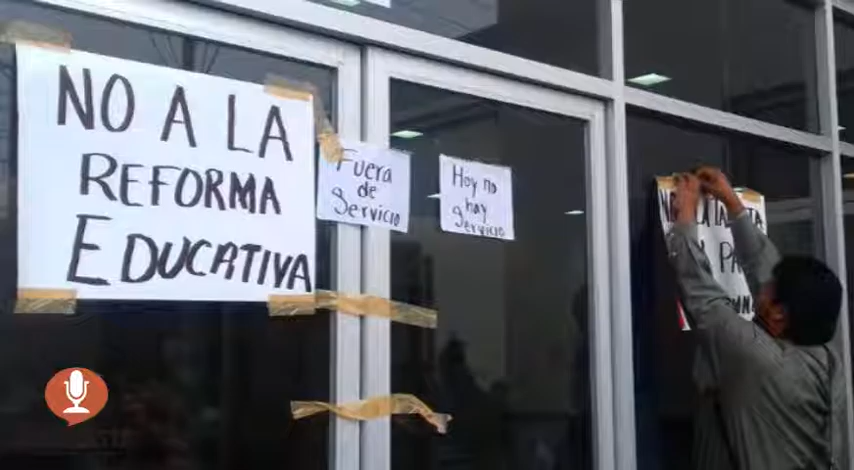 NO A LA
REFORMA
EDUCATIVA
Fuera
de
Servicio
Hoy no
hay
Servicio